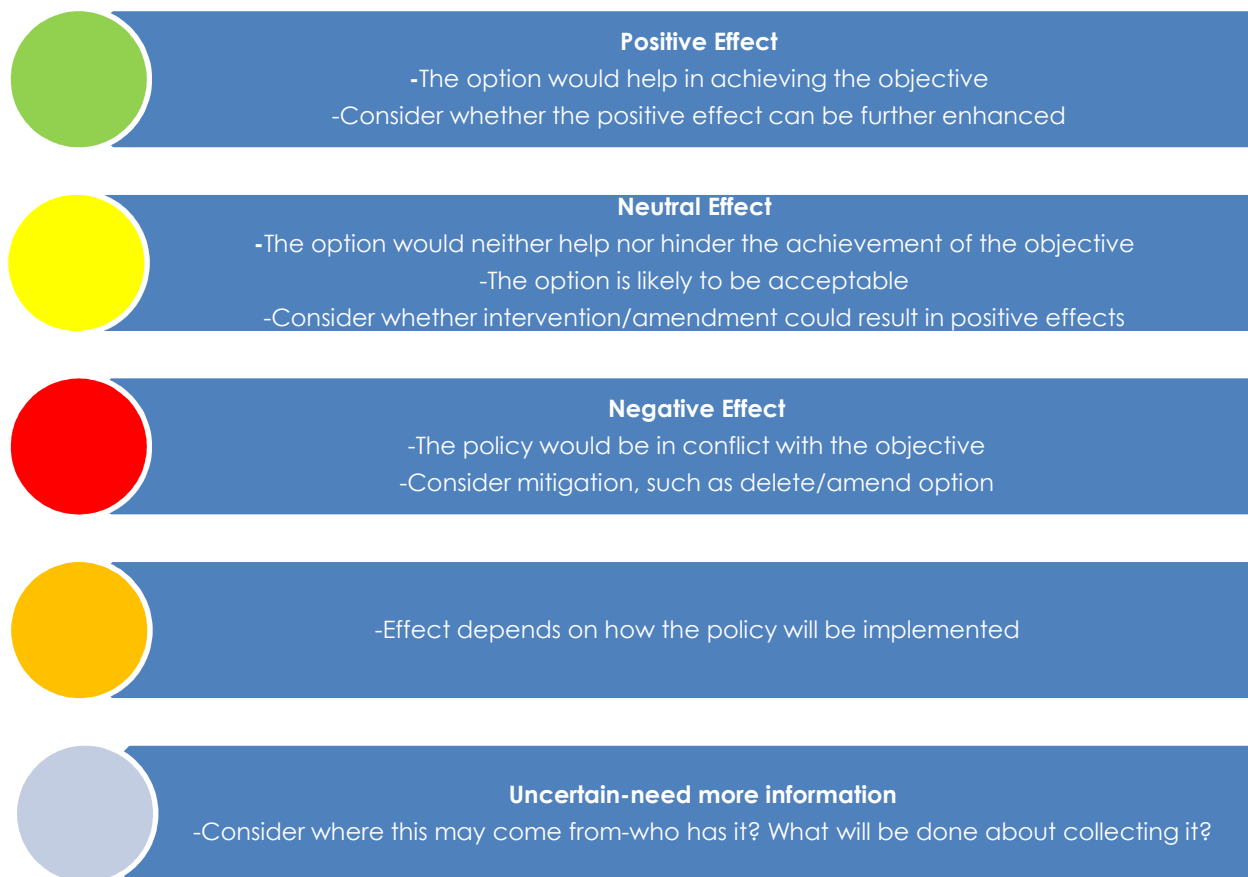 Positive Effect
-The option would help in achieving the objective
-Consider whether the positive effect can be further enhanced
Neutral Effect
-The option would neither help nor hinder the achievement of the objective
-The option is likely to be acceptable
-Consider whether intervention/amendment could result in positive effects
Negative Effect
-The policy would be in conflict with the objective
-Consider mitigation, such as delete/amend option
-Effect depends on how the policy will be implemented
Uncertain-need more information
-Consider where this may come from-who has it? What will be done about collecting it?